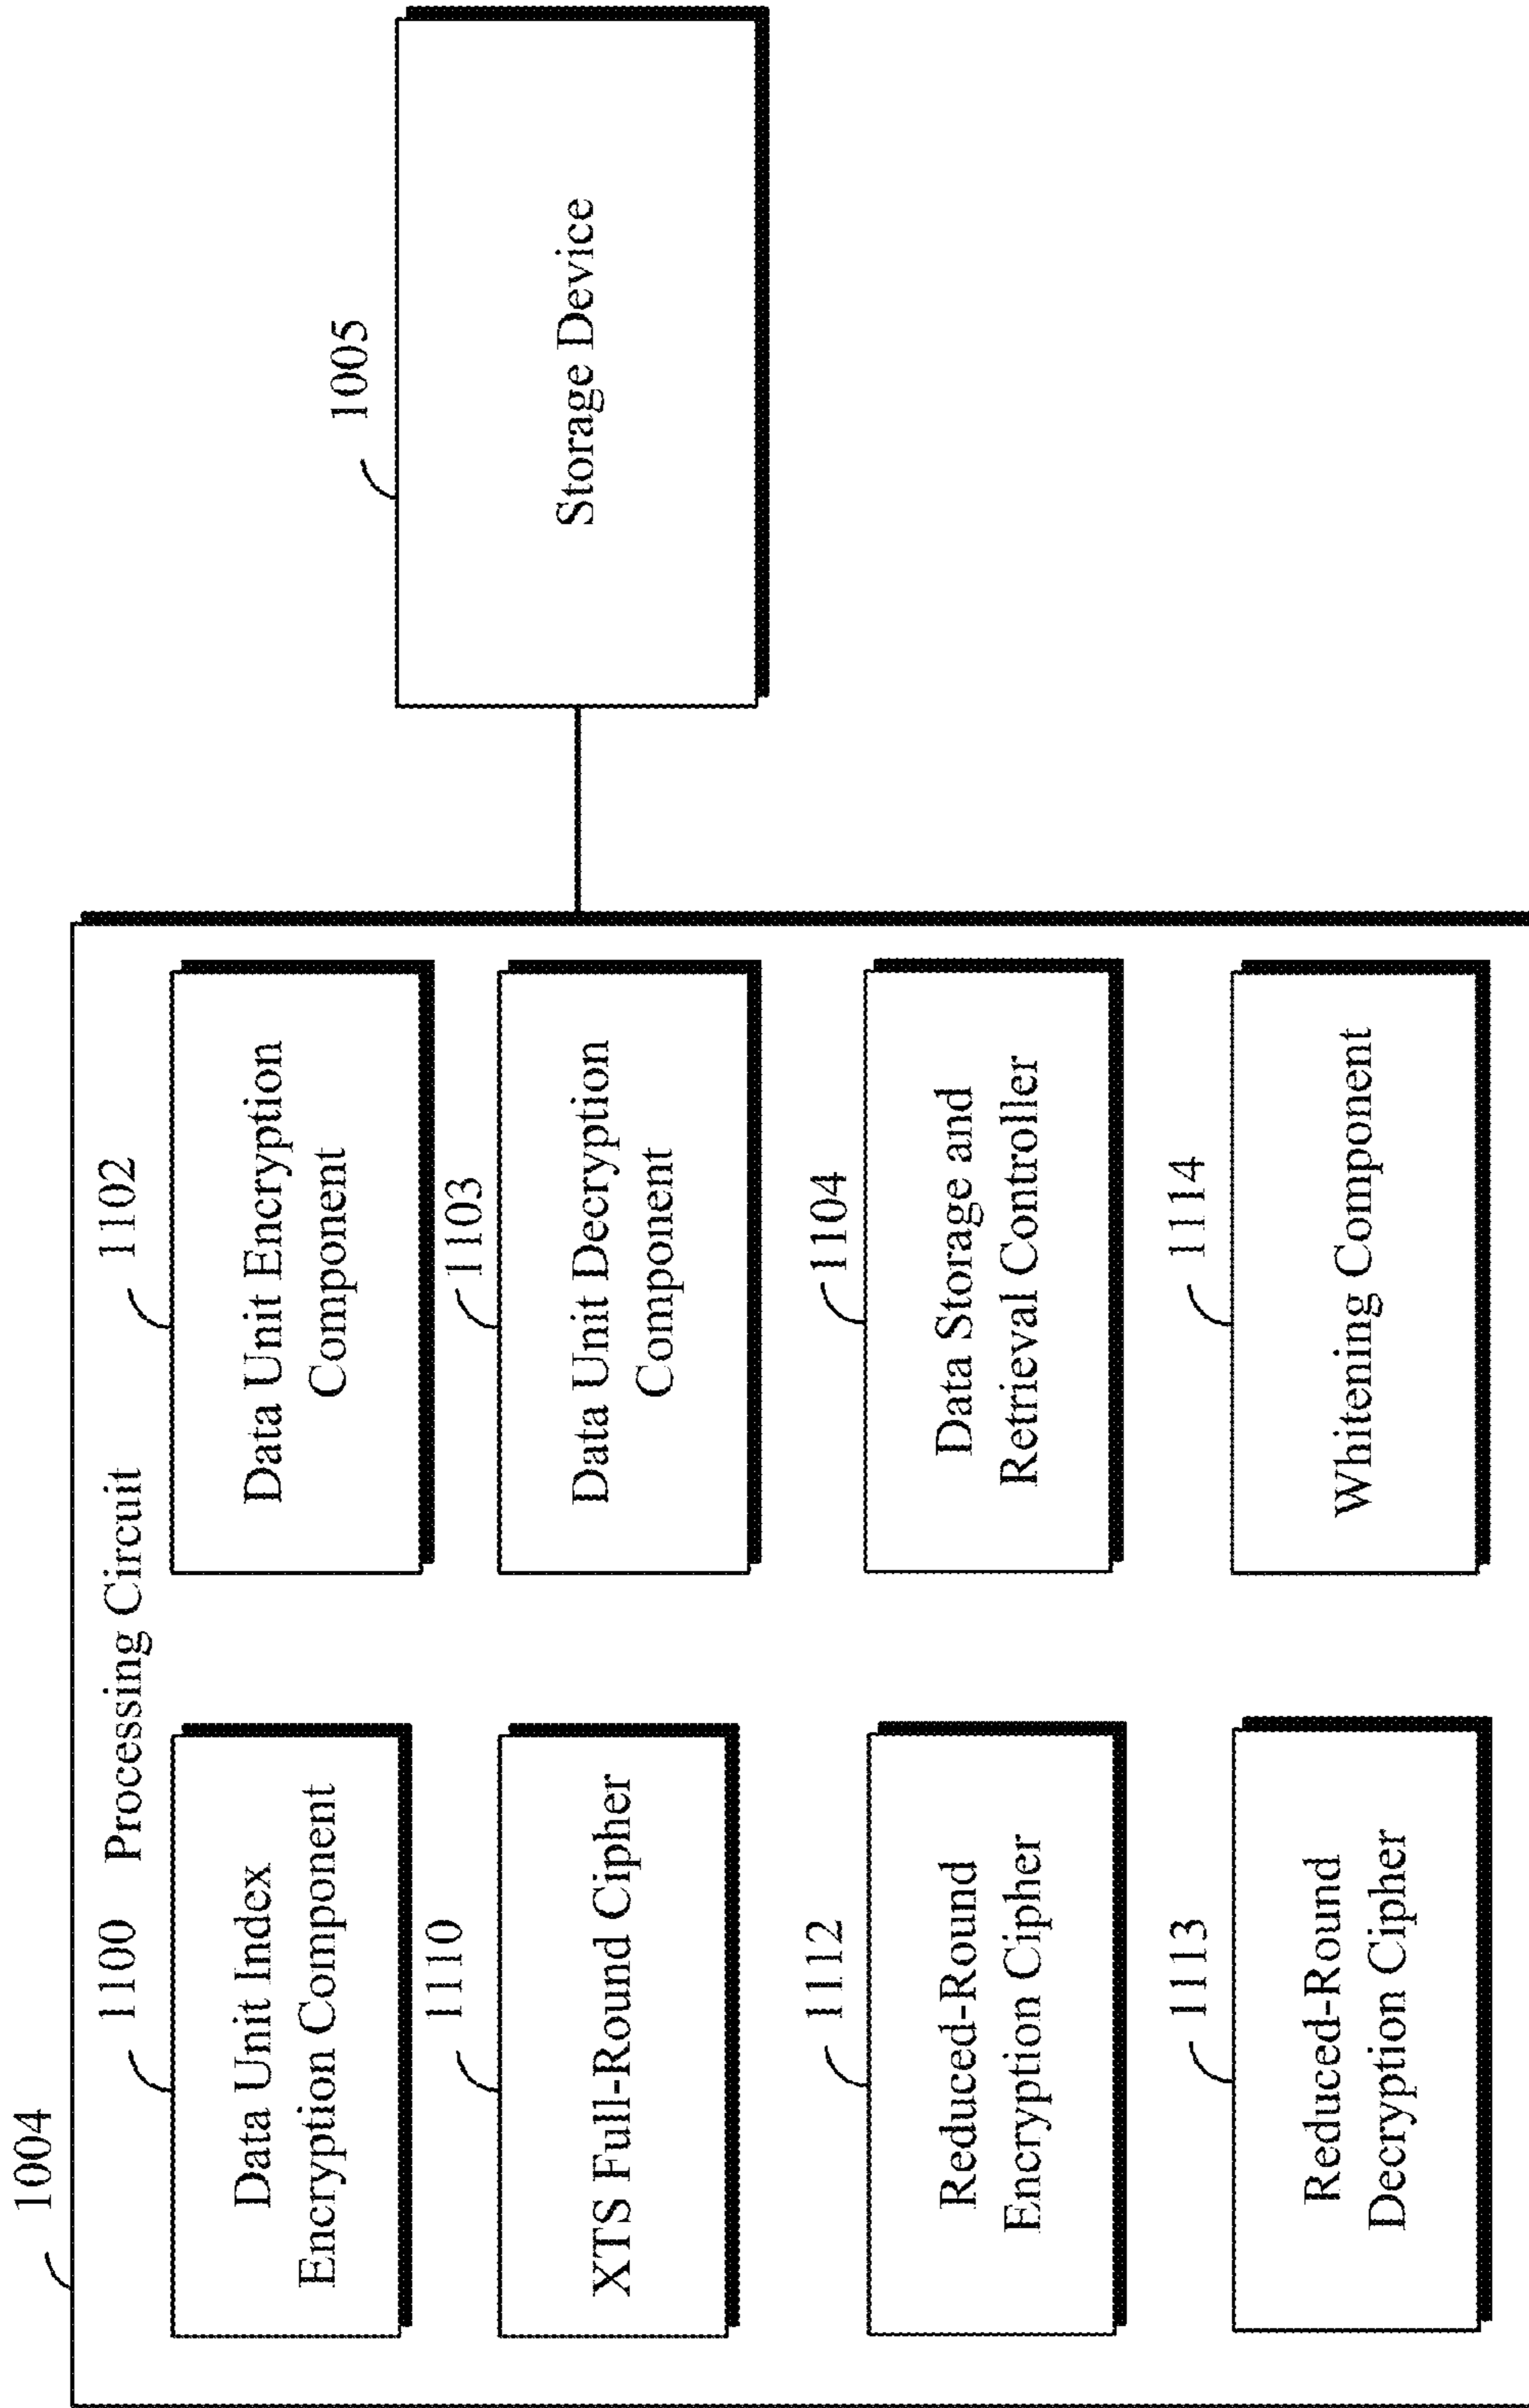 1004
Processing Circuit
1100
Data Unit Index
Encryption Component
1102
Data Unit Encryption
Component
1110
XTS Full-Round Cipher
1103
Data Unit Decryption
Component
1112
Reduced-Round
Encryption Cipher
1104
Data Storage and
Retrieval Controller
1113
Reduced-Round
Decryption Cipher
1114
Whitening Component
1005
Storage Device